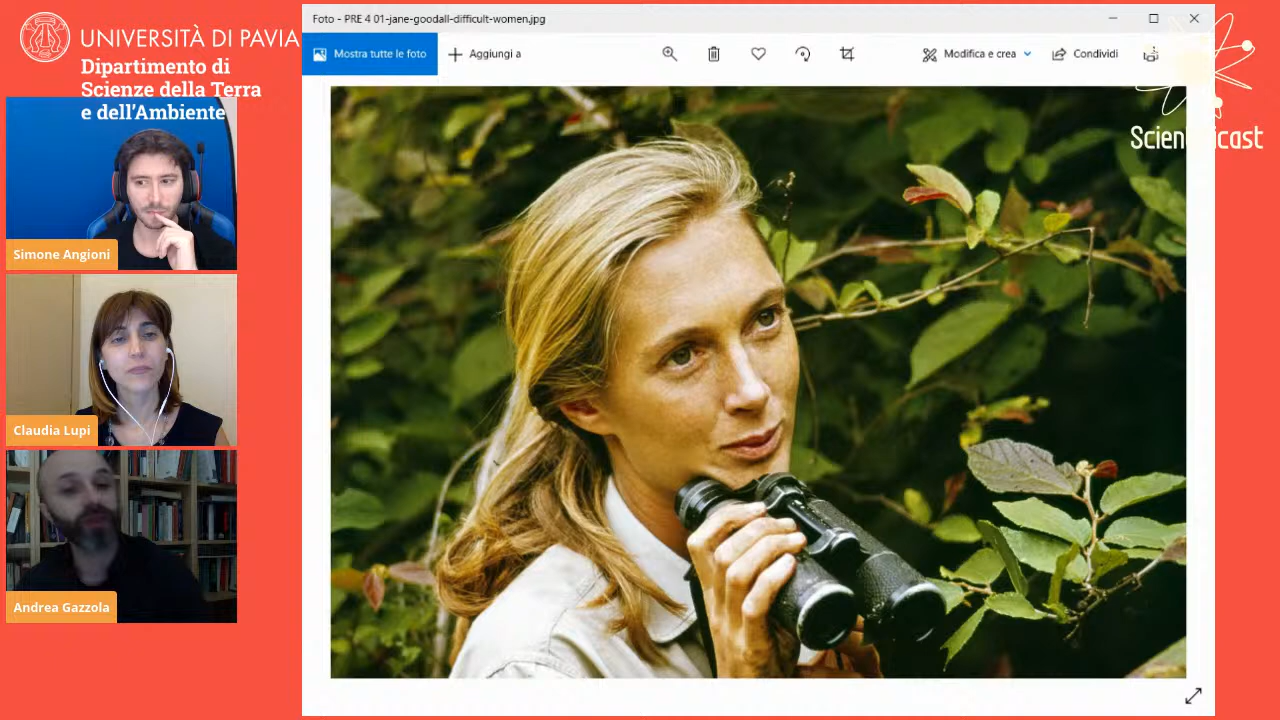 UNIVERSITÀ DI PAVIA
Dipartimento di
Scienze della Terra
e dell'Ambiente
Simone Angioni
Claudia Lupi
Andrea Gazzola
Foto - PRE 4 01-jane-goodall-difficult-women.jpg
Mostra tutte le foto
Aggiungi a
Modifica e crea
Condividi